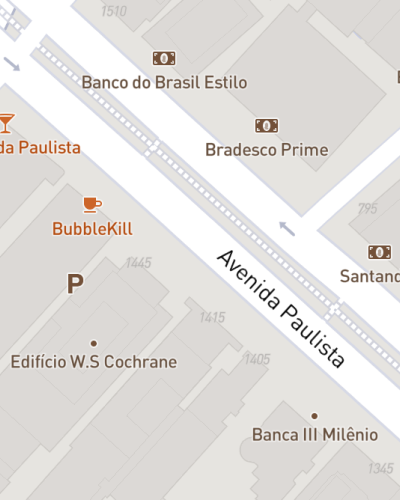 1510
Banco do Brasil Estilo
Bradesco Prime
da Paulista
BubbleKill
795
1445
P
Santand
Avenida Paulista
1415
Edifício W.S Cochrane
1405
Banca III Milênio
1345